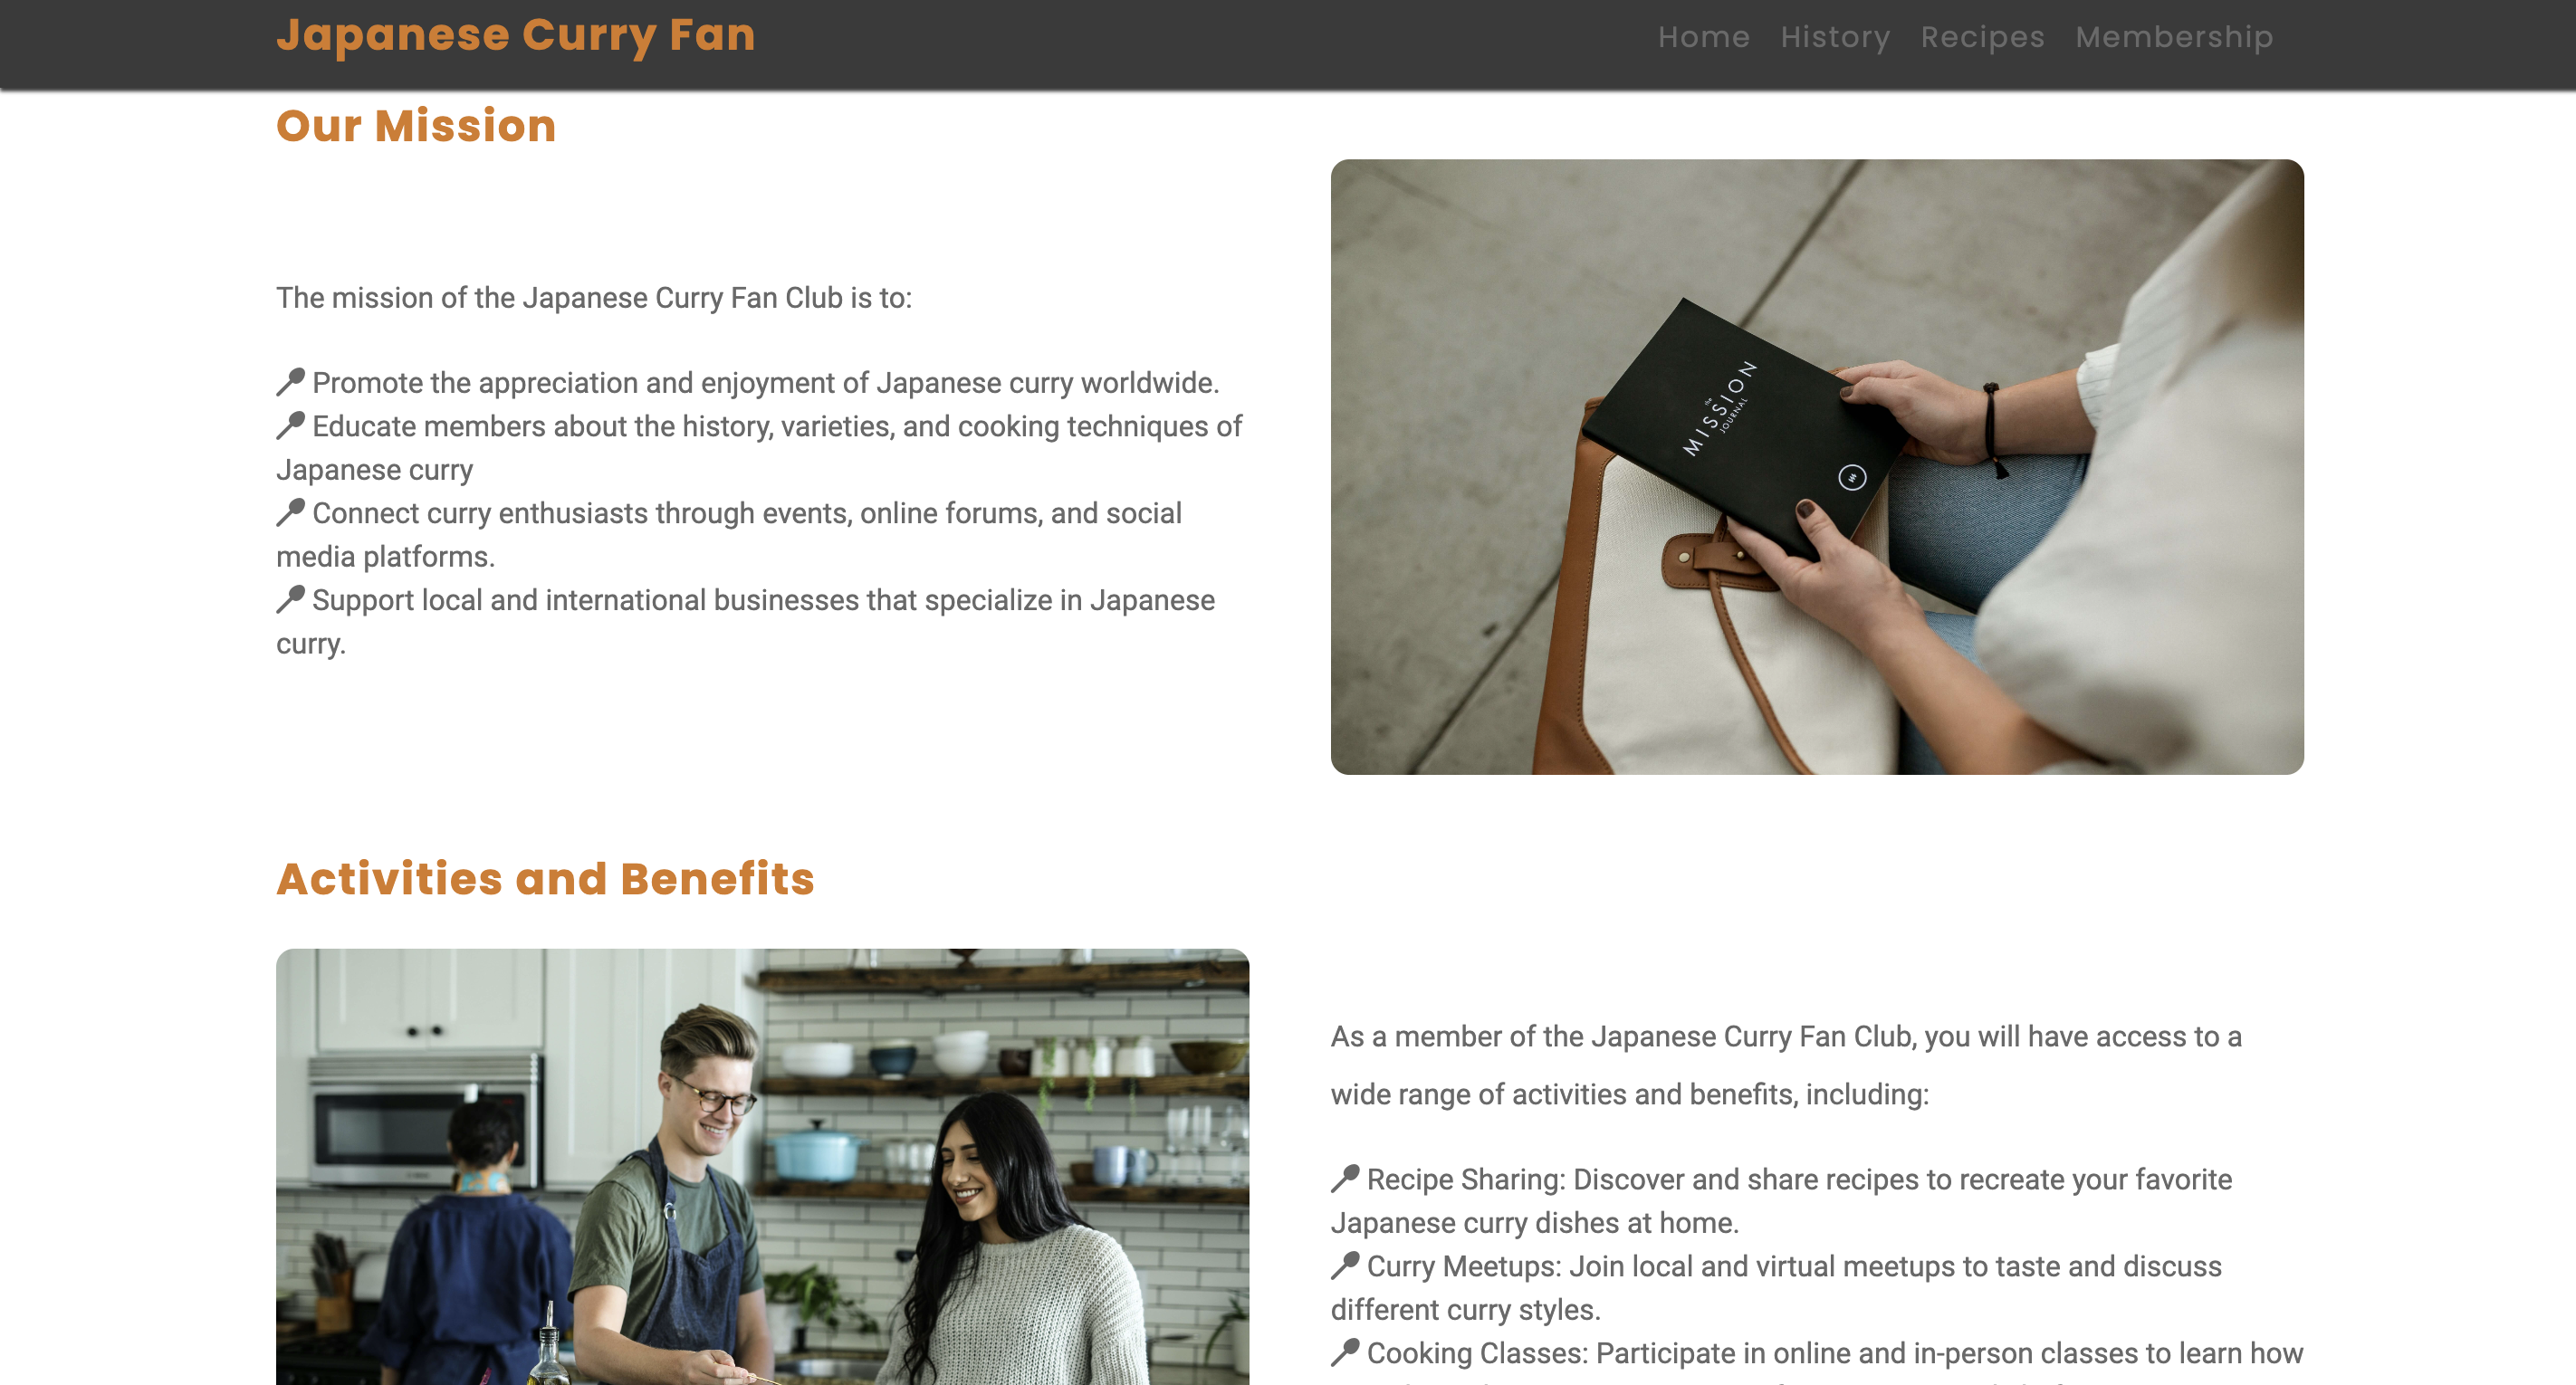 Japanese Curry Fan
Home History Recipes Membership
Our Mission
The mission of the Japanese Curry Fan Club is to:
Promote the appreciation and enjoyment of Japanese curry worldwide.
Educate members about the history, varieties, and cooking techniques of
Japanese curry
Connect curry enthusiasts through events, online forums, and social
media platforms.
Support local and international businesses that specialize in Japanese
curry.
the
MISSION
JOURNAL
Activities and Benefits
As a member of the Japanese Curry Fan Club, you will have access to a
wide range of activities and benefits, including:
Recipe Sharing: Discover and share recipes to recreate your favorite
Japanese curry dishes at home.
Curry Meetups: Join local and virtual meetups to taste and discuss
different curry styles.
Cooking Classes: Participate in online and in-person classes to learn how